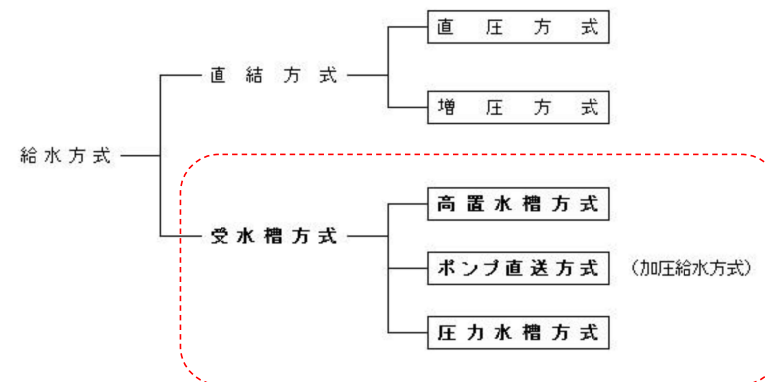 直圧方式
直結方式
増圧方式
給水方式
高置水槽方式
受水槽方式
ポンプ直送方式 (加圧給水方式)
圧力水槽方式